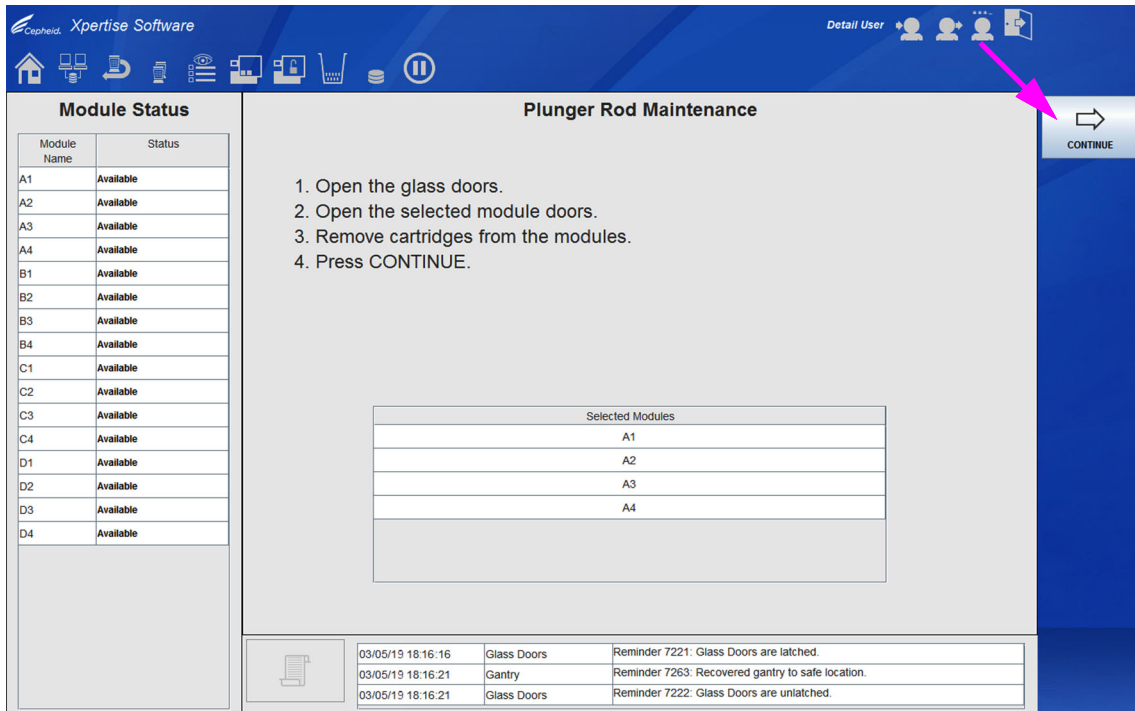 Cepheid. Xpertise Software
Detail User
Module Status
Module Name Status
A1 Available
A2 Available
A3 Available
A4 Available
B1 Available
B2 Available
B3 Available
B4 Available
C1 Available
C2 Available
C3 Available
C4 Available
D1 Available
D2 Available
D3 Available
D4 Available
Plunger Rod Maintenance
1. Open the glass doors.
2. Open the selected module doors.
3. Remove cartridges from the modules.
4. Press CONTINUE.
Selected Modules
A1
A2
A3
A4
03/05/19 18:16:16 Glass Doors Reminder 7221: Glass Doors are latched.
03/05/19 18:16:21 Gantry Reminder 7263: Recovered gantry to safe location.
03/05/19 18:16:21 Glass Doors Reminder 7222: Glass Doors are unlatched.
CONTINUE